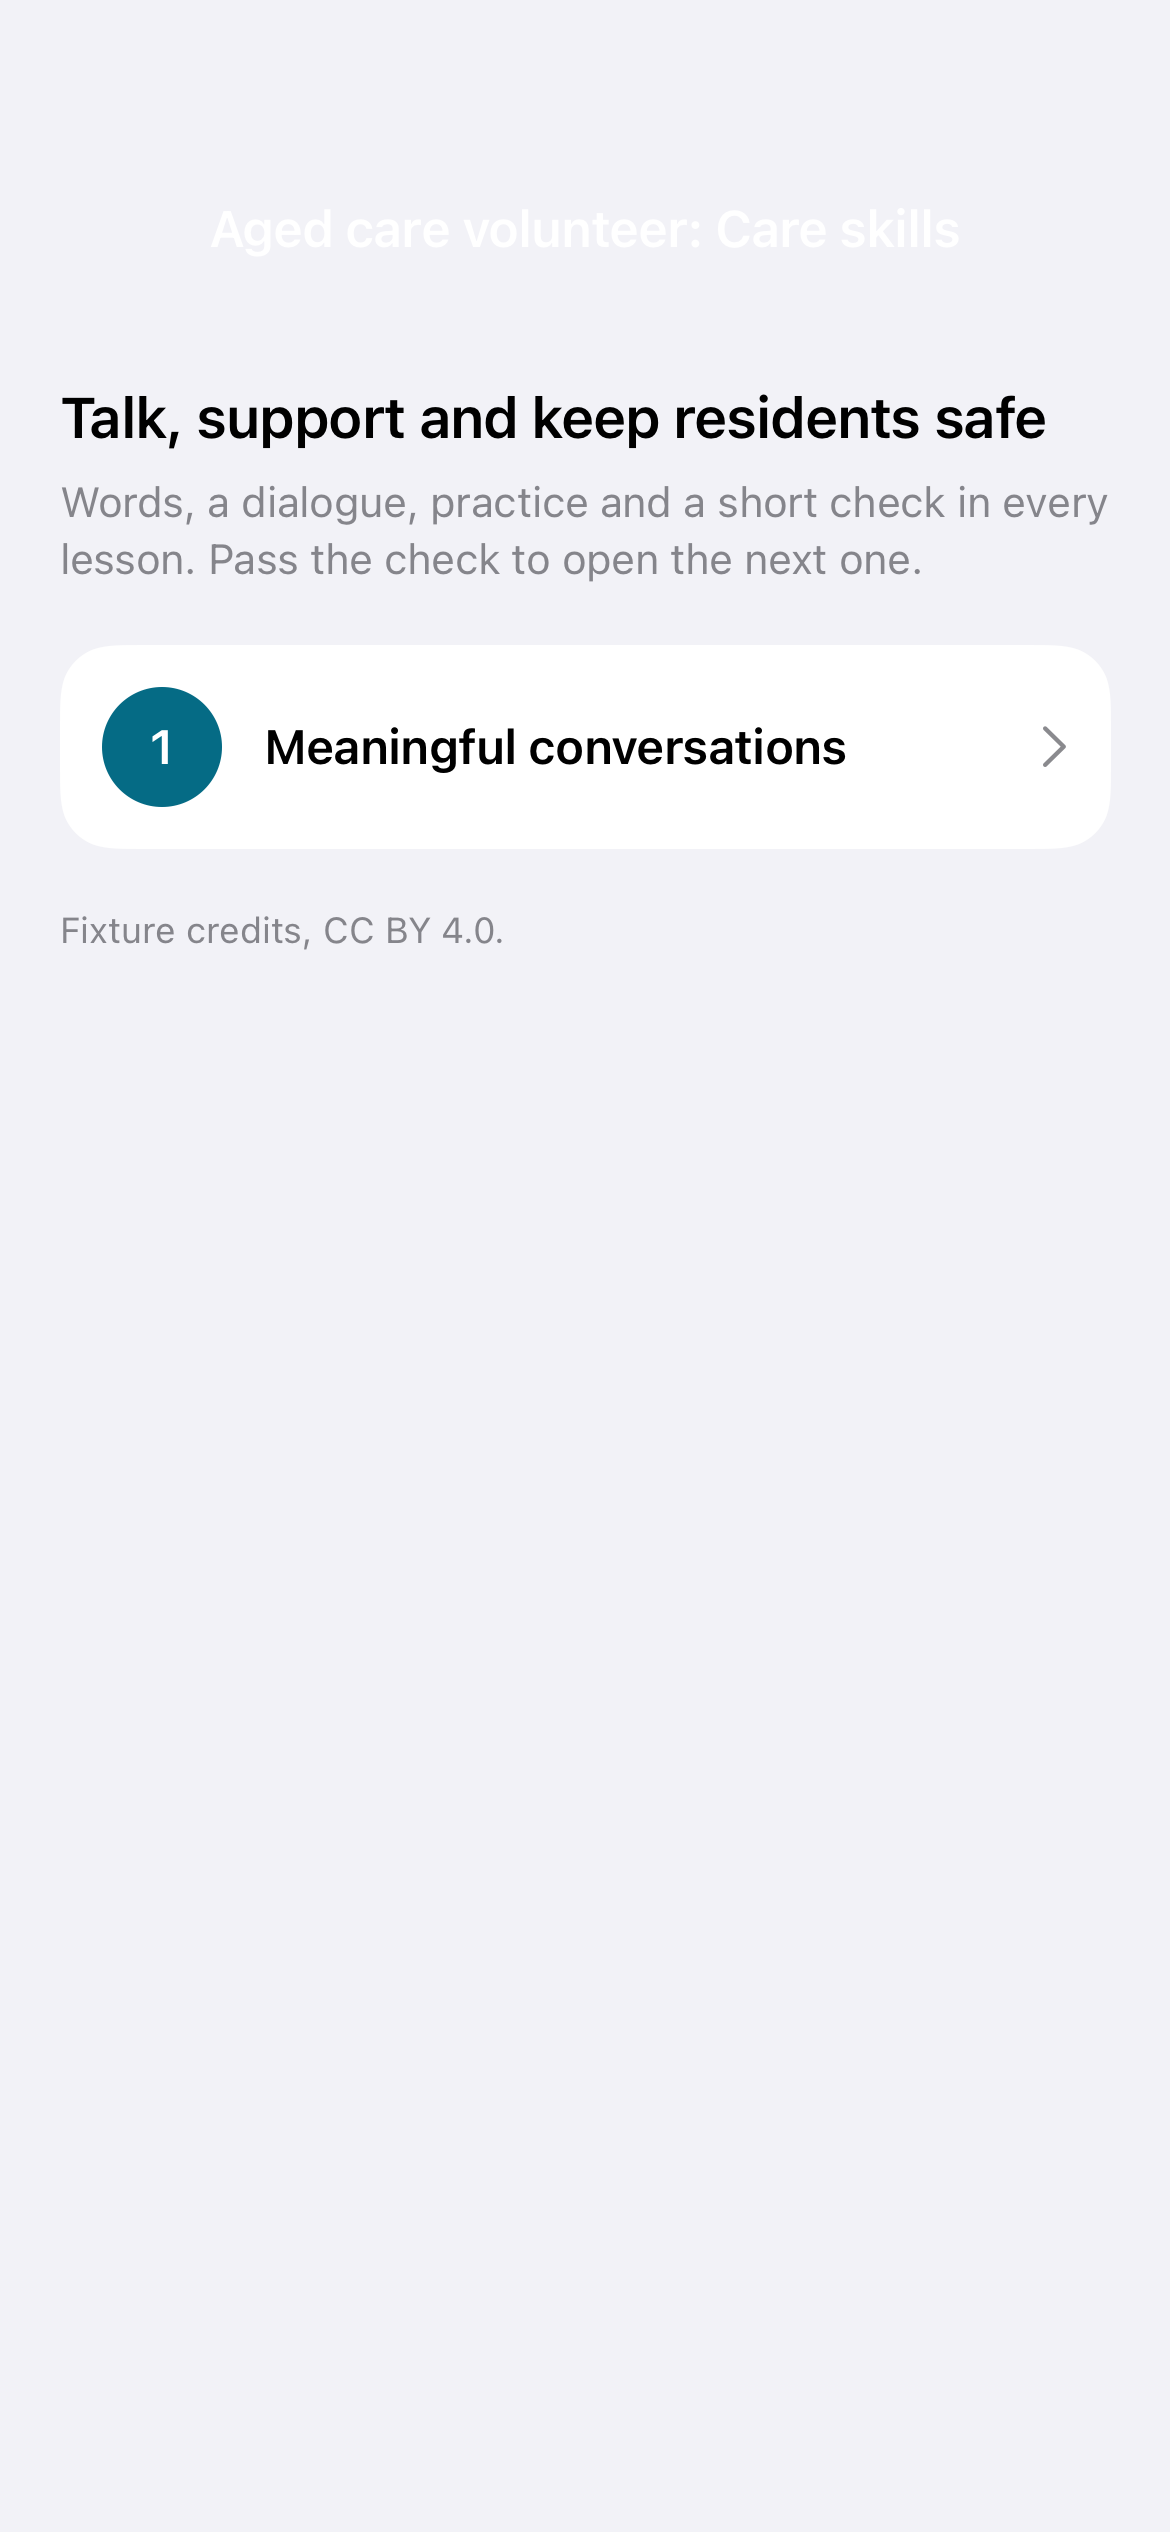 Aged care volunteer: Care skills
Talk, support and keep residents safe
Words, a dialogue, practice and a short check in every
lesson. Pass the check to open the next one.
1 Meaningful conversations
Fixture credits, CC BY 4.0.